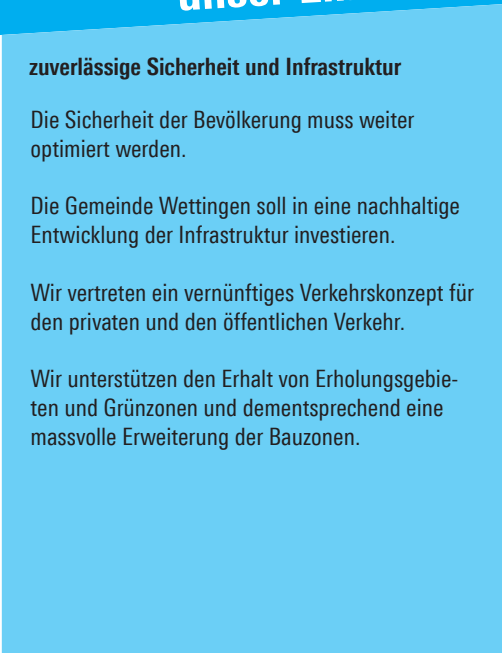 unser
zuverlässige Sicherheit und Infrastruktur
Die Sicherheit der Bevölkerung muss weiter
optimiert werden.
Die Gemeinde Wettingen soll in eine nachhaltige
Entwicklung der Infrastruktur investieren.
Wir vertreten ein vernünftiges Verkehrskonzept für
den privaten und den öffentlichen Verkehr.
Wir unterstützen den Erhalt von Erholungsgebie-
ten und Grünzonen und dementsprechend eine
massvolle Erweiterung der Bauzonen.